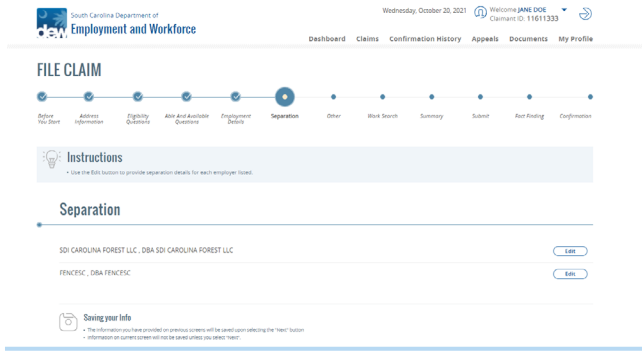 South Carolina Department of
dew Employment and Workforce
Wednesday, October 20, 2021
Welcome JANE DOE
Claimant ID: 11611333
Dashboard Claims Confirmation History Appeals Documents My Profile
FILE CLAIM
Before You Start
Address Information
Eligibility Questions
Able And Available Questions
Employment Details
Separation
Other
Work Search
Summary
Submit
Fact Finding
Confirmation
Instructions
• Use the Edit button to provide separation details for each employer listed.
Separation
SDI CAROLINA FOREST LLC , DBA SDI CAROLINA FOREST LLC Edit
FENCESC , DBA FENCESC Edit
Saving your Info
• The information you have provided on previous screens will be saved upon selecting the "Next" button
• Information on current screen will not be saved unless you select "Next".